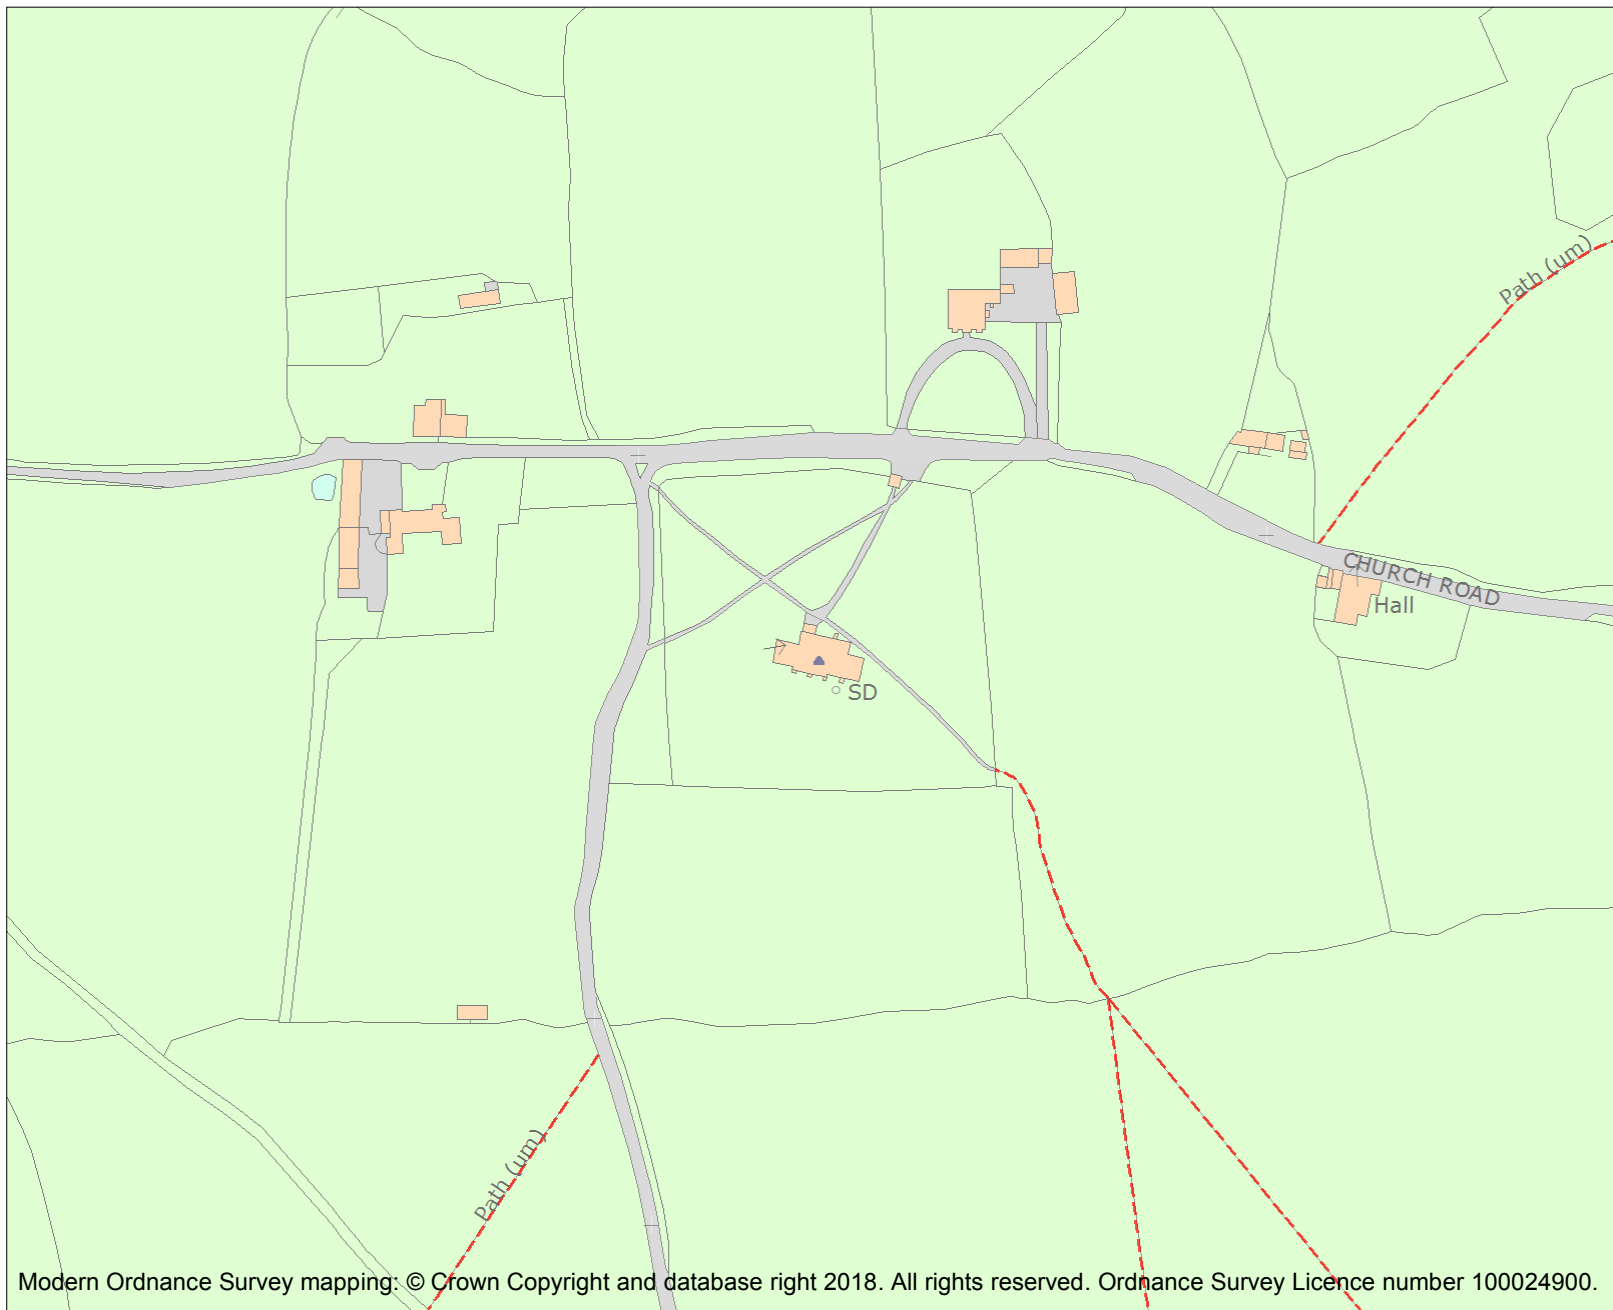 Path (um)
CHURCH ROAD
Hall
SD
Path (um)
Modern Ordnance Survey mapping: © Crown Copyright and database right 2018. All rights reserved. Ordnance Survey Licence number 100024900.